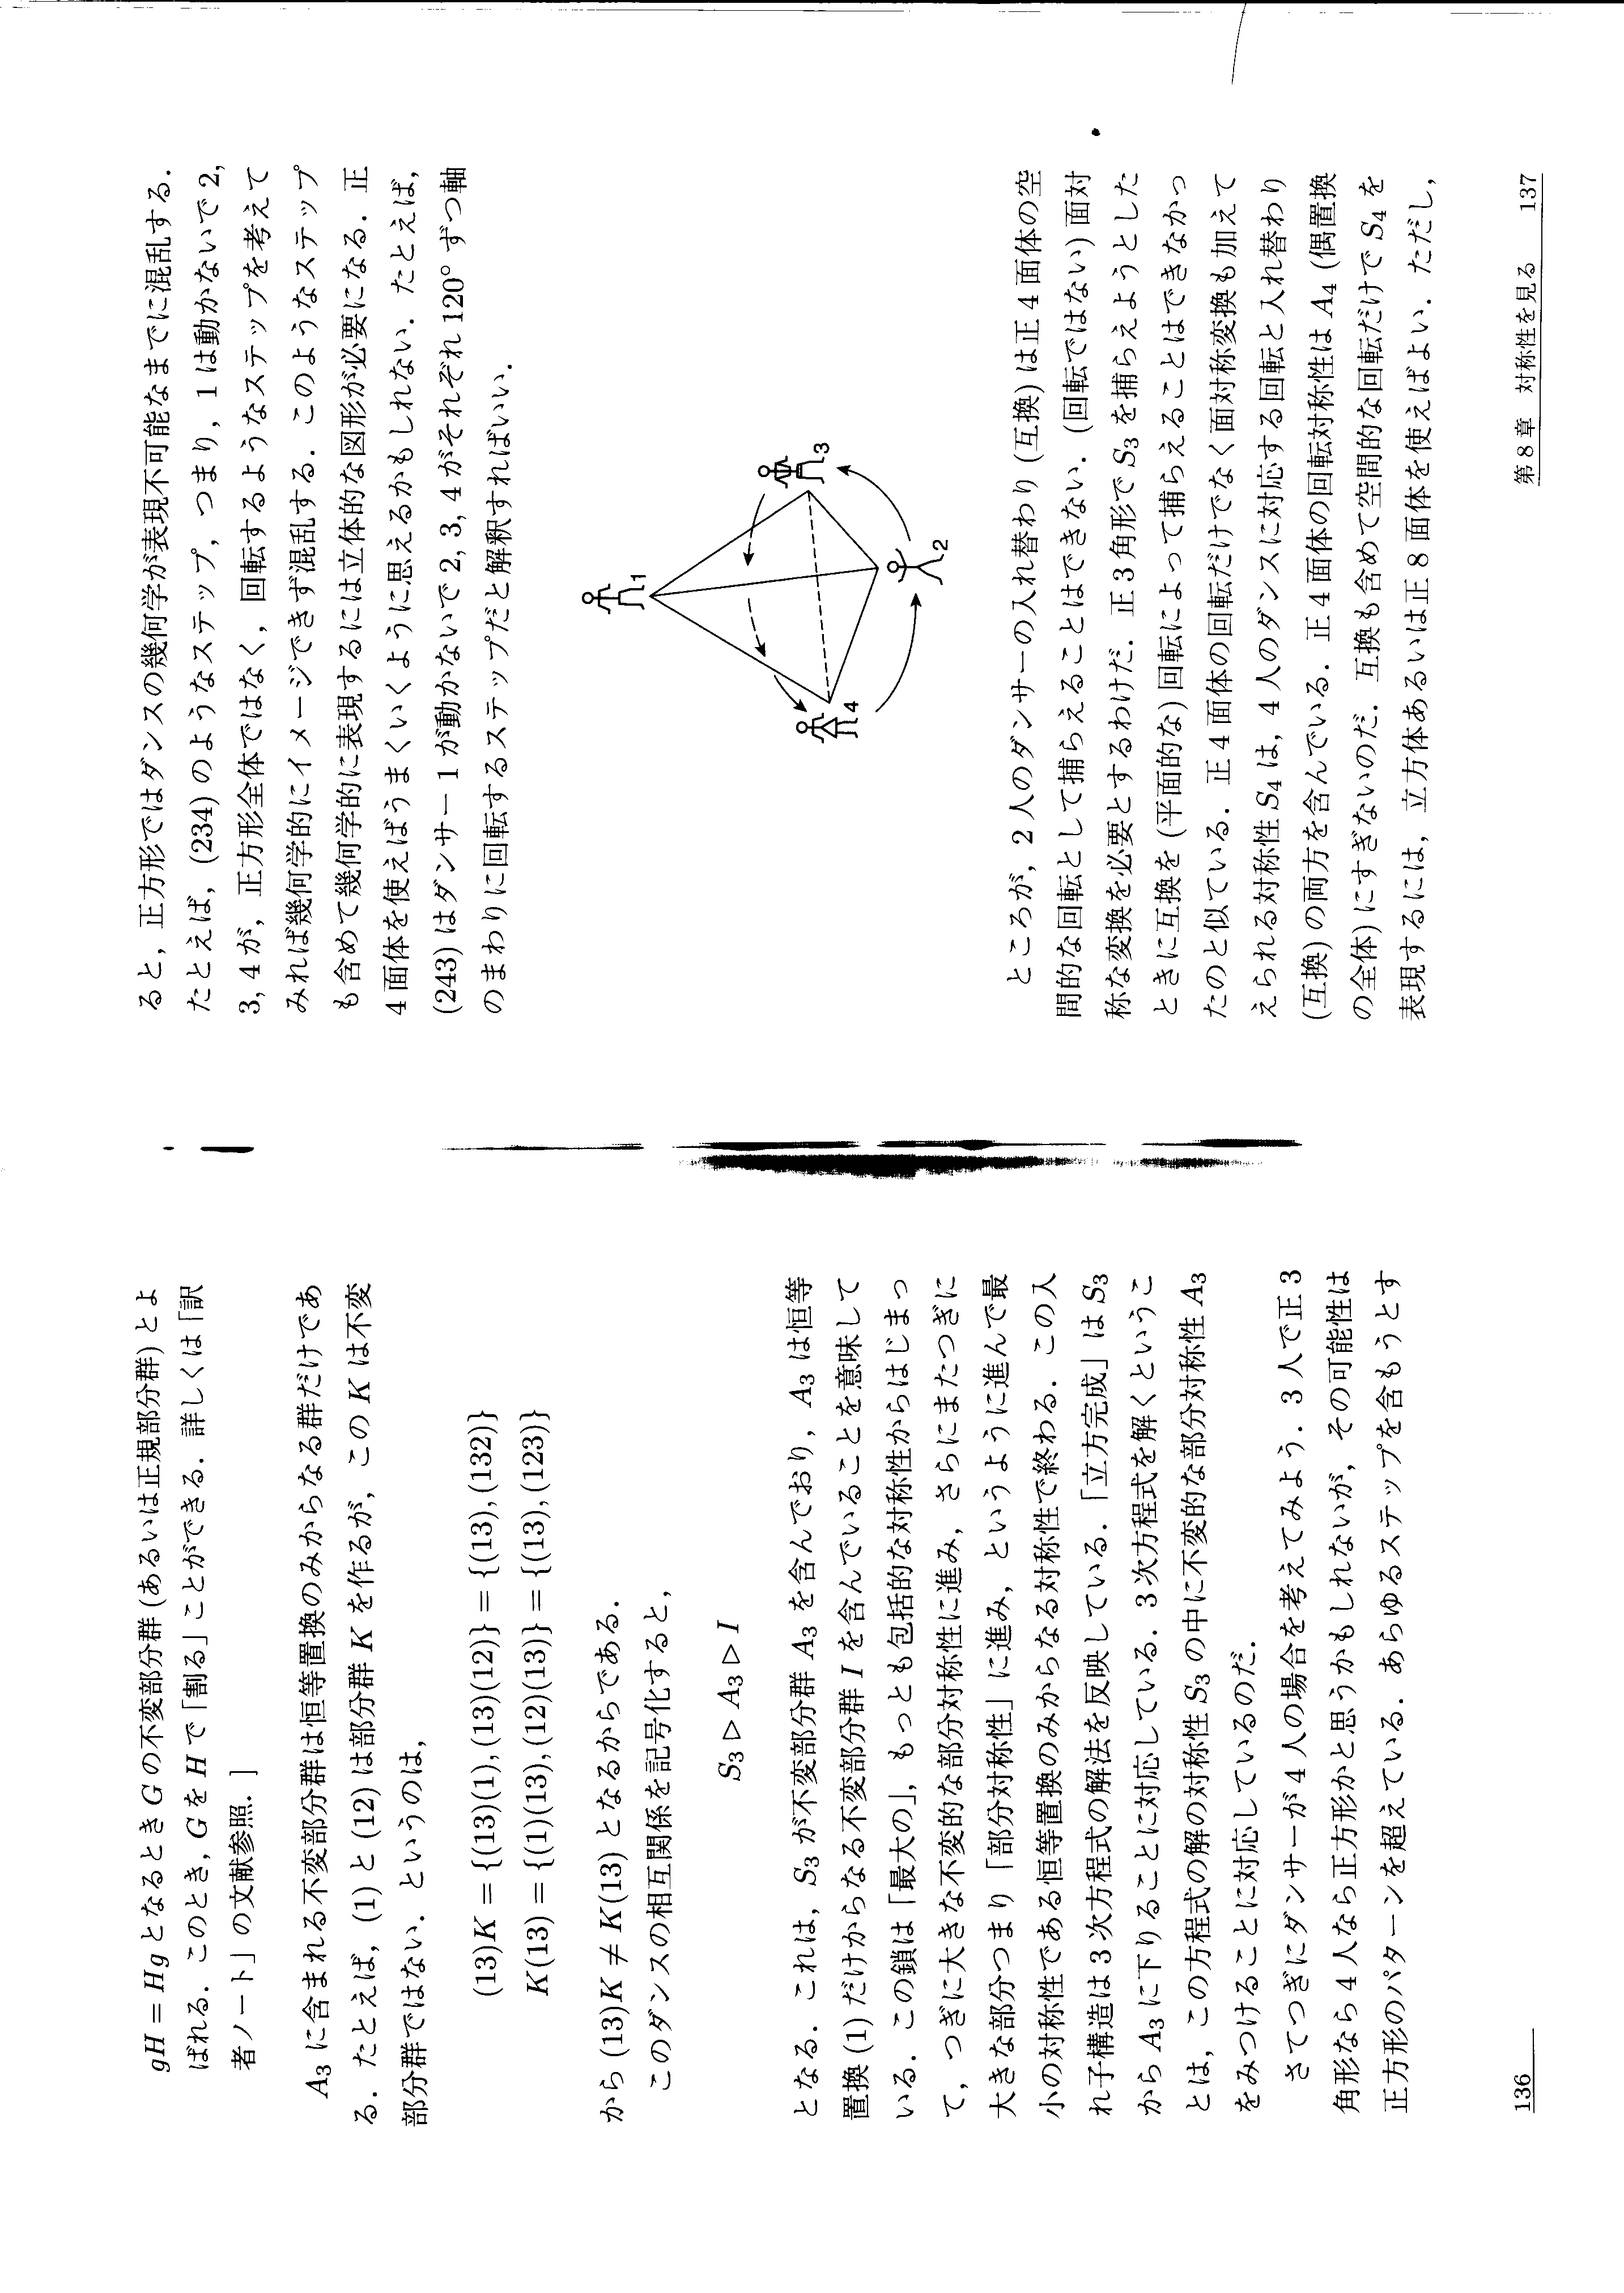 gH = Hg となるとき G の不変部分群 (あるいは正規部分群) とよ
ばれる. このとき, G を H で「割る」ことができる. 詳しくは「訳
者ノート」の文献参照. ]
A₃ に含まれる不変部分群は恒等置換のみからなる群だけであ
る. たとえば, (1) と (12) は部分群 K を作るが, この K は不変
部分群ではない. というのは,
(13)K = {(13)(1), (13)(12)} = {(13), (132)}
K(13) = {(1)(13), (12)(13)} = {(13), (123)}
から (13)K ≠ K(13) となるからである.
このダンスの相互関係を記号化すると,
S₃ ▷ A₃ ▷ I
となる. これは, S₃ が不変部分群 A₃ を含んでおり, A₃ は恒等
置換 (1) だけからなる不変部分群 I を含んでいることを意味して
いる. この鎖は「最大の」, もっとも包括的な対称性からはじまっ
て, つぎに大きな不変的な部分対称性に進み, さらにまたつぎに
大きな部分つまり「部分対称性」に進み, というように進んで最
小の対称性である恒等置換のみからなる対称性で終わる. この入
れ子構造は 3 次方程式の解法を反映している. 「立方完成」は S₃
から A₃ に下りることに対応している. 3 次方程式を解くというこ
とは, この方程式の解の対称性 S₃ の中に不変的な部分対称性 A₃
をみつけることに対応しているのだ.
さてつぎにダンサーが 4 人の場合を考えてみよう. 3 人で正 3
角形なら 4 人なら正方形かと思うかもしれないが, その可能性は
正方形のパターンを超えている. あらゆるステップを含もうとす
136
ると, 正方形ではダンスの幾何学が表現不可能なまでに混乱する.
たとえば, (234) のようなステップ, つまり, 1 は動かないで 2,
3, 4 が, 正方形全体ではなく, 回転するようなステップを考えて
みれば幾何学的にイメージできず混乱する. このようなステップ
も含めて幾何学的に表現するには立体的な図形が必要になる. 正
4 面体を使えばうまくいくように思えるかもしれない. たとえば,
(243) はダンサー 1 が動かないで 2, 3, 4 がそれぞれ 120° ずつ軸
のまわりに回転するステップだと解釈すればいい.
1
3
4
2
ところが, 2 人のダンサーの入れ替わり (互換) は正 4 面体の空
間的な回転として捕らえることはできない. (回転ではない) 面対
称な変換を必要とするわけだ. 正 3 角形で S₃ を捕らえようとした
ときに互換を (平面的な) 回転によって捕らえることはできなかっ
たのと似ている. 正 4 面体の回転だけでなく面対称変換も加えて
えられる対称性 S₄ は, 4 人のダンスに対応する回転と入れ替わり
(互換) の両方を含んでいる. 正 4 面体の回転対称性は A₄ (偶置換
の全体) にすぎないのだ. 互換も含めて空間的な回転だけで S₄ を
表現するには, 立方体あるいは正 8 面体を使えばよい. ただし,
第 8 章 対称性を見る 137